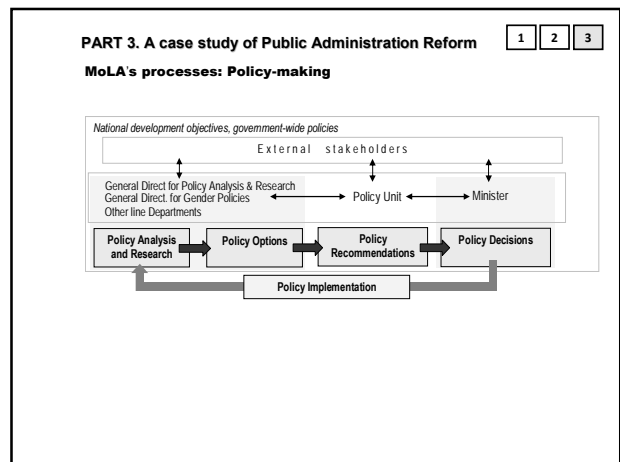 PART 3. A case study of Public Administration Reform
1 2 3
MoLA's processes: Policy-making
National development objectives, government-wide policies
External stakeholders
General Direct for Policy Analysis & Research
General Direct. for Gender Policies
Other line Departments
Policy Unit
Minister
Policy Analysis
and Research
Policy Options
Policy
Recommendations
Policy Decisions
Policy Implementation